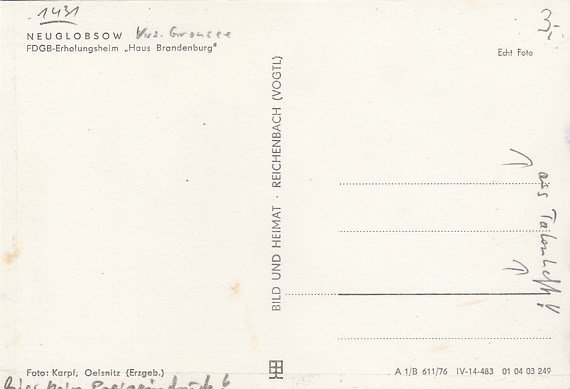 1431
3,-
NEUGLOBSOW Krs. Gransee
FDGB-Erholungsheim „Haus Brandenburg"
Echt Foto
BILD UND HEIMAT · REICHENBACH (VOGTL)
aus
Foto: Karpf, Oelsnitz (Erzgeb.)
A 1/B 611/76 IV-14-483 01 04 03 249